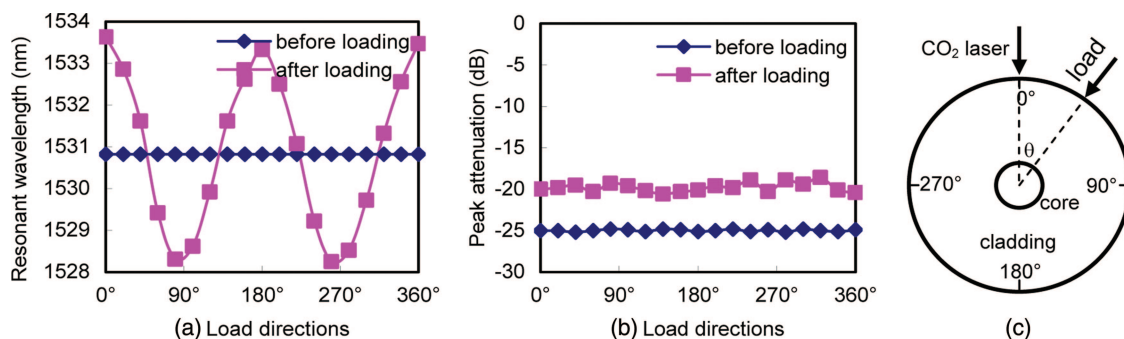 Resonant wavelength (nm)
1534
1533
1532
1531
1530
1529
1528
before loading
after loading
0° 90° 180° 270° 360°
(a) Load directions
Peak attenuation (dB)
-0
-5
-10
-15
-20
-25
-30
before loading
after loading
0° 90° 180° 270° 360°
(b) Load directions
CO₂ laser
load
0°
θ
270°
90°
core
cladding
180°
(c)